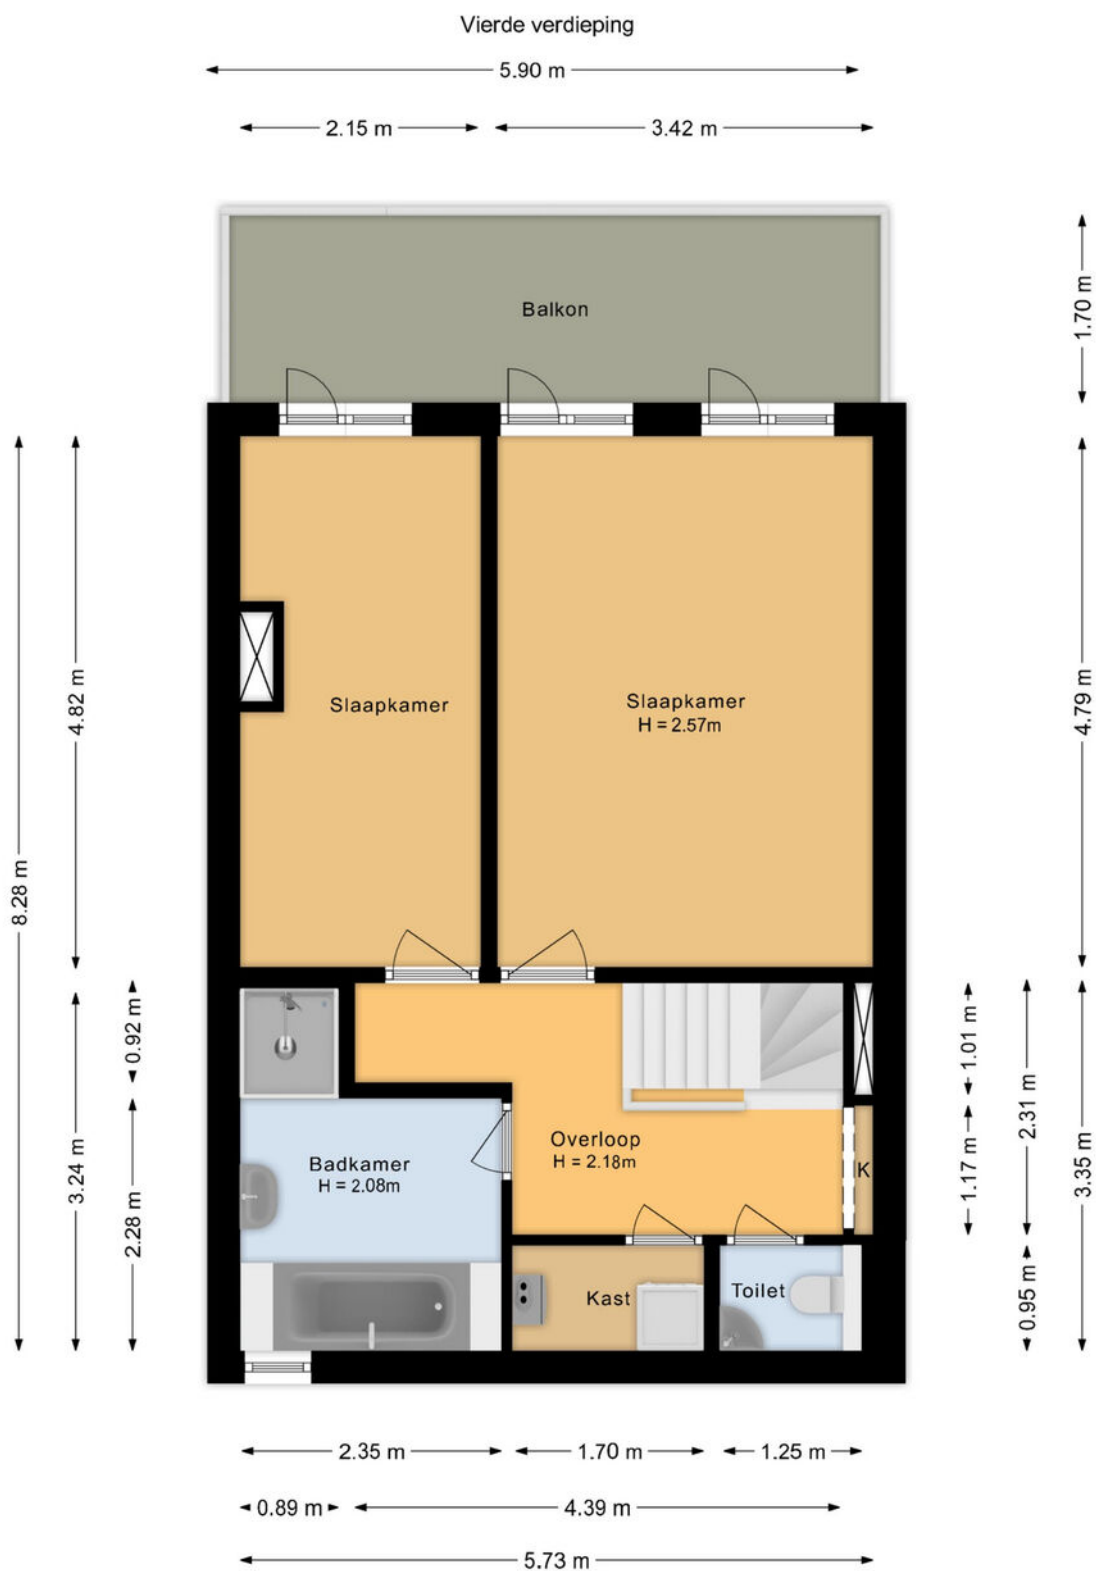 Vierde verdieping
5.90 m
2.15 m
3.42 m
Balkon
1.70 m
Slaapkamer
Slaapkamer
H = 2.57m
4.82 m
4.79 m
8.28 m
0.92 m
1.01 m
2.31 m
Overloop
H = 2.18m
Badkamer
H = 2.08m
K
3.24 m
2.28 m
1.17 m
3.35 m
Kast
Toilet
0.95 m
2.35 m
1.70 m
1.25 m
0.89 m
4.39 m
5.73 m